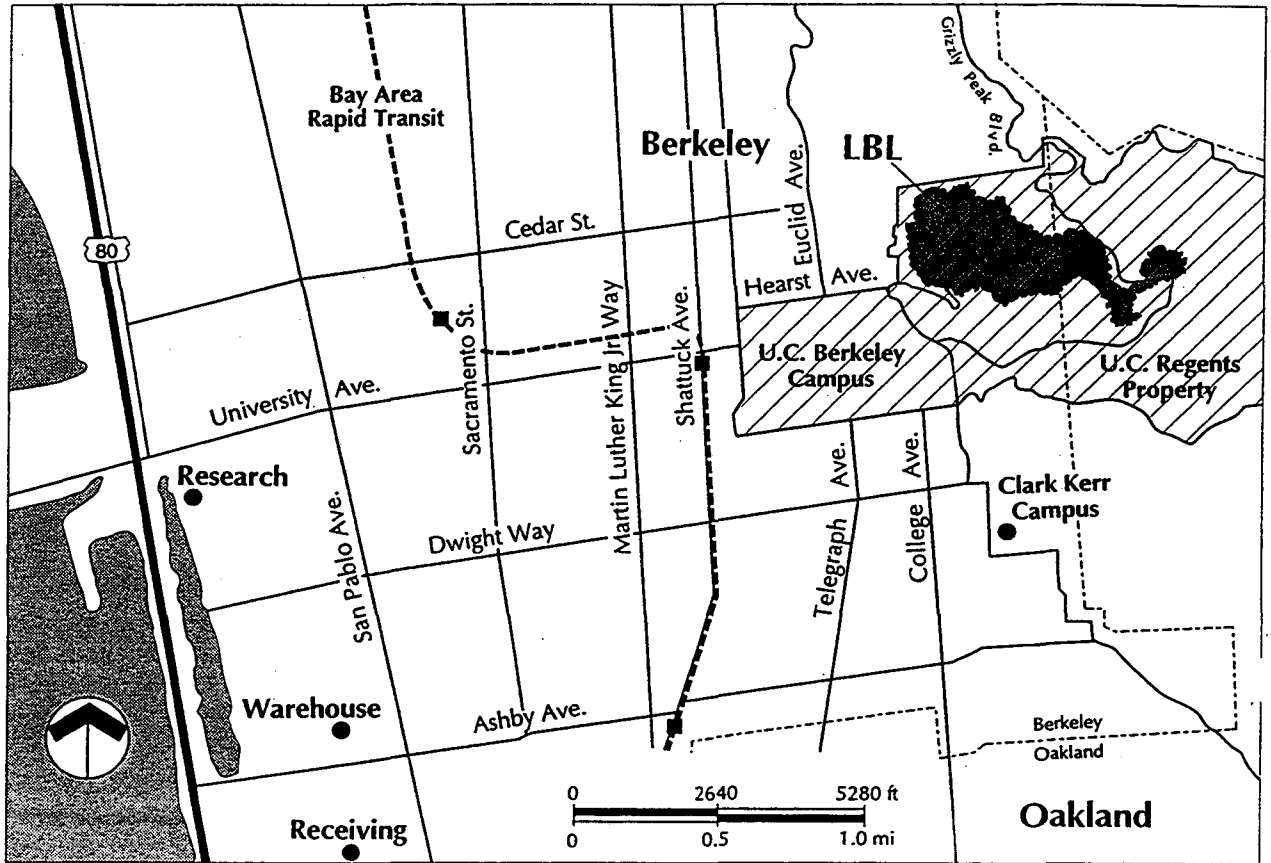 Grizzly Peak Blvd.
Bay Area
Rapid Transit
Berkeley
LBL
Euclid Ave.
Cedar St.
80
Hearst Ave.
Sacramento St.
Martin Luther King Jr. Way
Shattuck Ave.
U.C. Berkeley
Campus
U.C. Regents
Property
University Ave.
Research
San Pablo Ave.
Dwight Way
Telegraph Ave.
College Ave.
Clark Kerr
Campus
Warehouse
Ashby Ave.
Berkeley
Oakland
0 2640 5280 ft
0 0.5 1.0 mi
Oakland
Receiving